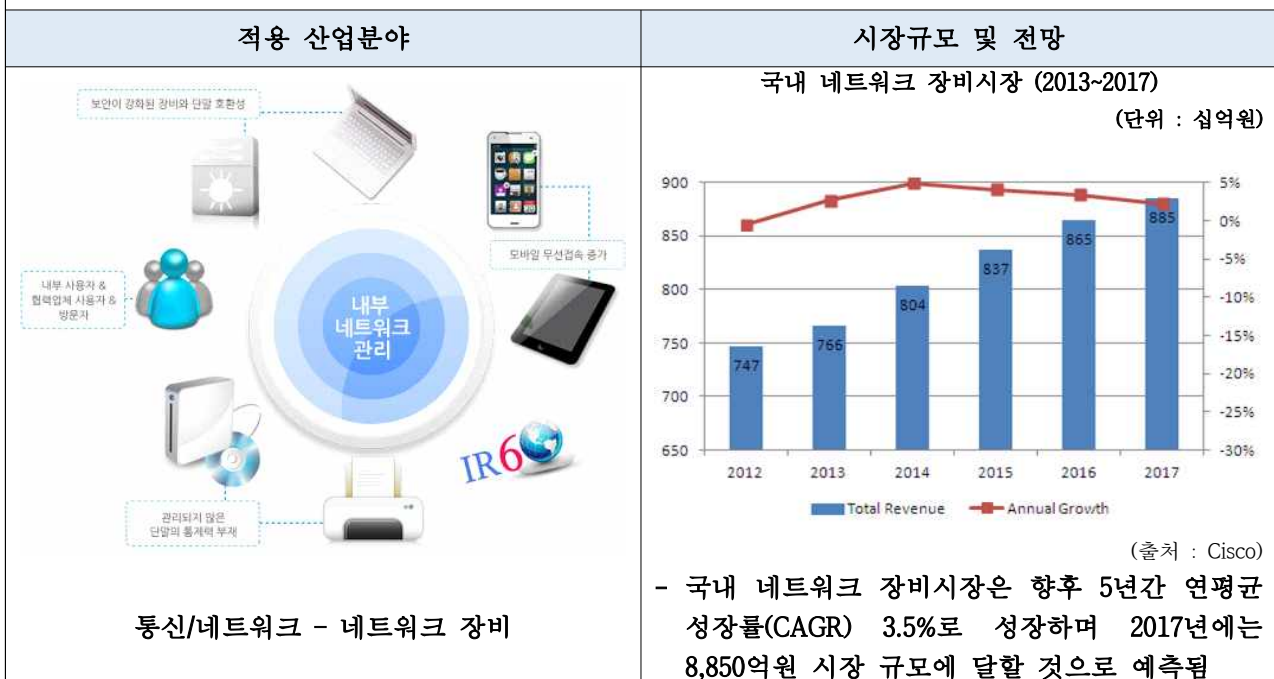 적용 산업분야
시장규모 및 전망
보안이 강화된 장비와 단말 호환성
모바일 무선접속 증가
내부 사용자 &
협력업체 사용자 &
방문자
내부
네트워크
관리
IR6
관리되지 않은
단말의 통제력 부재
통신/네트워크 - 네트워크 장비
국내 네트워크 장비시장 (2013~2017)
(단위 : 십억원)
900
850
800
750
700
650
5%
0%
-5%
-10%
-15%
-20%
-25%
-30%
747
766
804
837
865
885
2012 2013 2014 2015 2016 2017
Total Revenue Annual Growth
(출처 : Cisco)
- 국내 네트워크 장비시장은 향후 5년간 연평균
성장률(CAGR) 3.5%로 성장하며 2017년에는
8,850억원 시장 규모에 달할 것으로 예측됨